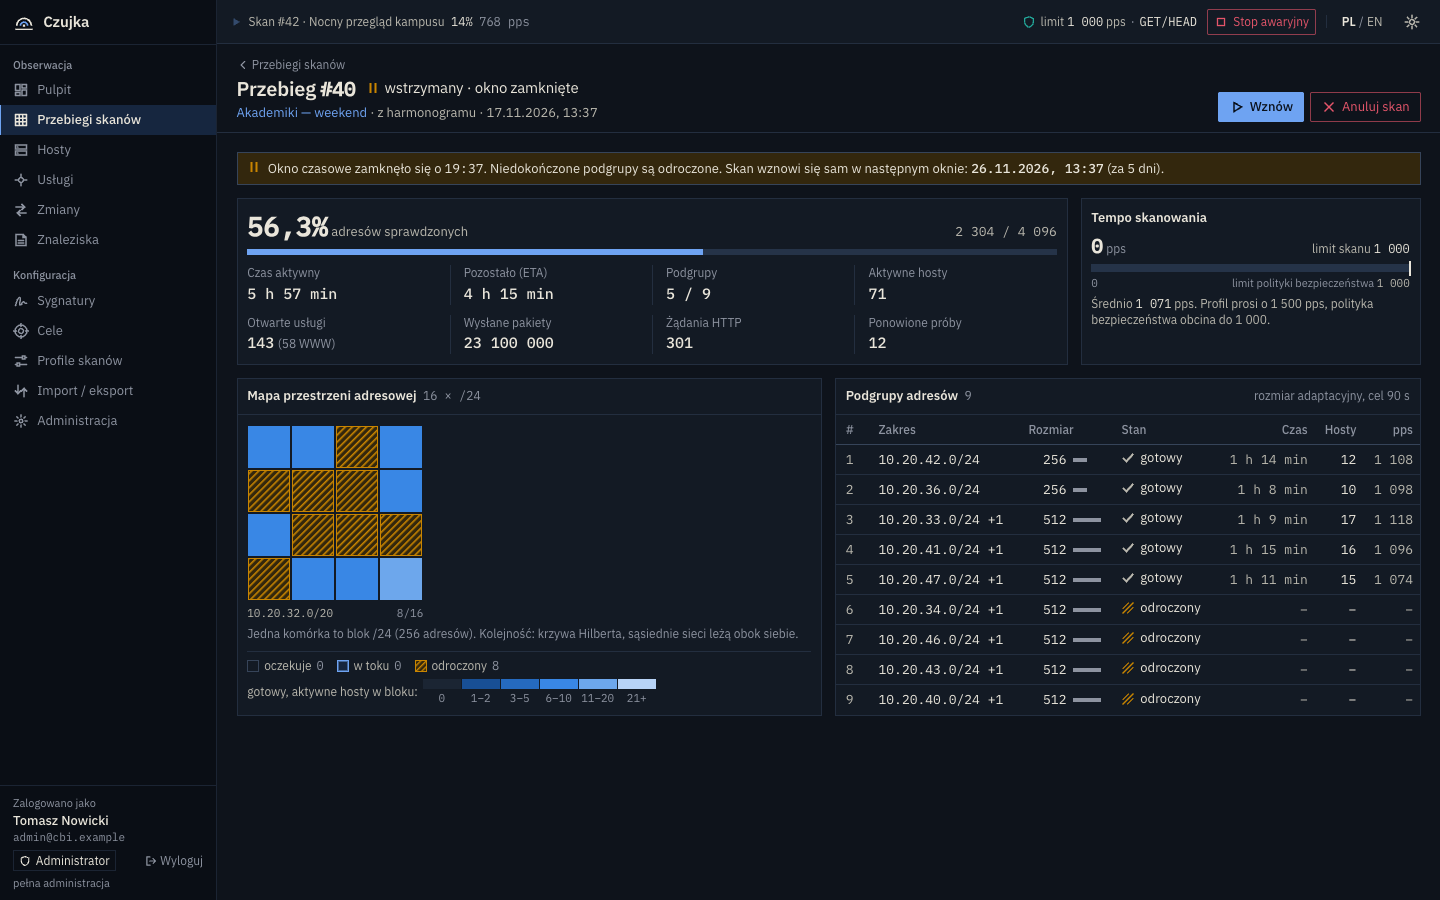 Czujka
Skan #42 · Nocny przegląd kampusu 14% 768 pps
limit 1 000 pps · GET/HEAD
Stop awaryjny
PL / EN
Obserwacja
Pulpit
Przebiegi skanów
Hosty
Usługi
Zmiany
Znaleziska
Konfiguracja
Sygnatury
Cele
Profile skanów
Import / eksport
Administracja
Zalogowano jako
Tomasz Nowicki
admin@cbi.example
Administrator
Wyloguj
pełna administracja
Przebiegi skanów
Przebieg #40 wstrzymany · okno zamknięte
Akademiki — weekend · z harmonogramu · 17.11.2026, 13:37
Wznów
Anuluj skan
Okno czasowe zamknęło się o 19:37. Niedokończone podgrupy są odroczone. Skan wznowi się sam w następnym oknie: 26.11.2026, 13:37 (za 5 dni).
56,3% adresów sprawdzonych 2 304 / 4 096
Czas aktywny Pozostało (ETA) Podgrupy Aktywne hosty
5 h 57 min 4 h 15 min 5 / 9 71
Otwarte usługi Wysłane pakiety Żądania HTTP Ponowione próby
143 (58 WWW) 23 100 000 301 12
Tempo skanowania
0 pps limit skanu 1 000
0 limit polityki bezpieczeństwa 1 000
Średnio 1 071 pps. Profil prosi o 1 500 pps, polityka
bezpieczeństwa obcina do 1 000.
Mapa przestrzeni adresowej 16 × /24
10.20.32.0/20 8/16
Jedna komórka to blok /24 (256 adresów). Kolejność: krzywa Hilberta, sąsiednie sieci leżą obok siebie.
oczekuje 0 w toku 0 odroczony 8
gotowy, aktywne hosty w bloku:
0 1–2 3–5 6–10 11–20 21+
Podgrupy adresów 9 rozmiar adaptacyjny, cel 90 s
# Zakres Rozmiar Stan Czas Hosty pps
1 10.20.42.0/24 256 gotowy 1 h 14 min 12 1 108
2 10.20.36.0/24 256 gotowy 1 h 8 min 10 1 098
3 10.20.33.0/24 +1 512 gotowy 1 h 9 min 17 1 118
4 10.20.41.0/24 +1 512 gotowy 1 h 15 min 16 1 096
5 10.20.47.0/24 +1 512 gotowy 1 h 11 min 15 1 074
6 10.20.34.0/24 +1 512 odroczony – – –
7 10.20.46.0/24 +1 512 odroczony – – –
8 10.20.43.0/24 +1 512 odroczony – – –
9 10.20.40.0/24 +1 512 odroczony – – –